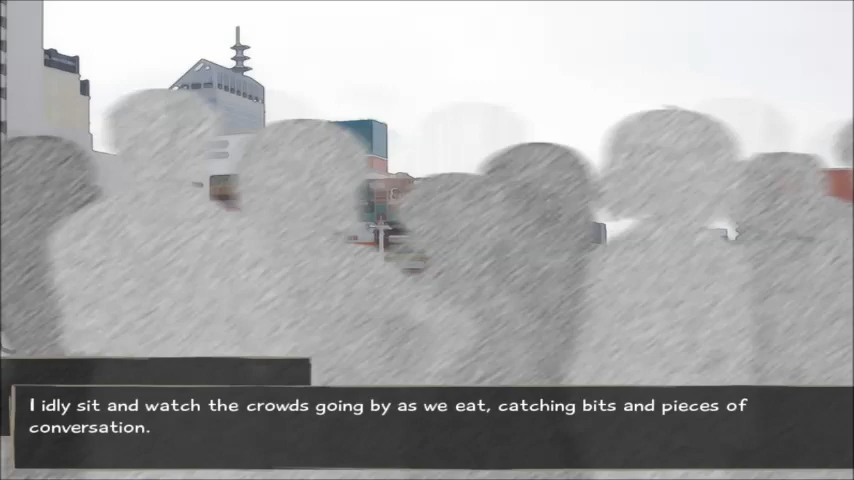 I idly sit and watch the crowds going by as we eat, catching bits and pieces of
conversation.